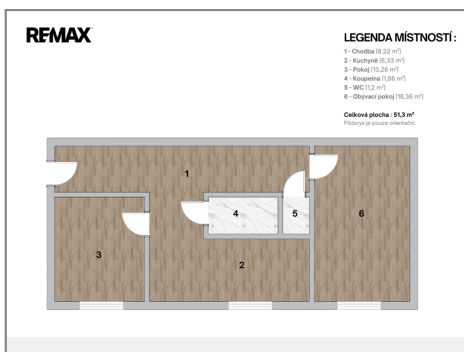 REMAX
LEGENDA MÍSTNOSTÍ :
1 - Chodba (8,22 m²)
2 - Kuchyně (8,33 m²)
3 - Pokoj (13,26 m²)
4 - Koupelna (1,88 m²)
5 - WC (1,2 m²)
6 - Obývací pokoj (18,36 m²)
Celková plocha : 51,3 m²
Půdorys je pouze orientační
1
4
5
6
3
2